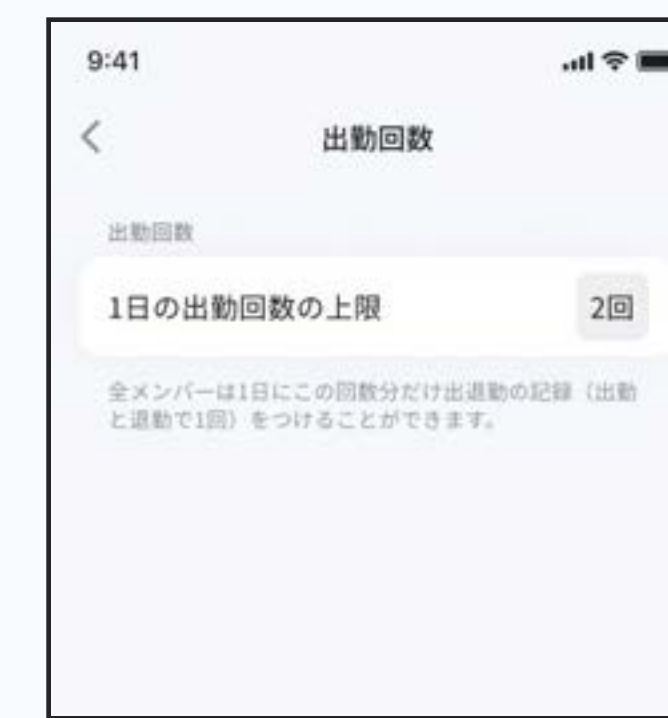 9:41
出勤回数
出勤回数
1日の出勤回数の上限
2回
全メンバーは1日にこの回数分だけ出退勤の記録（出勤
と退勤で1回）をつけることができます。